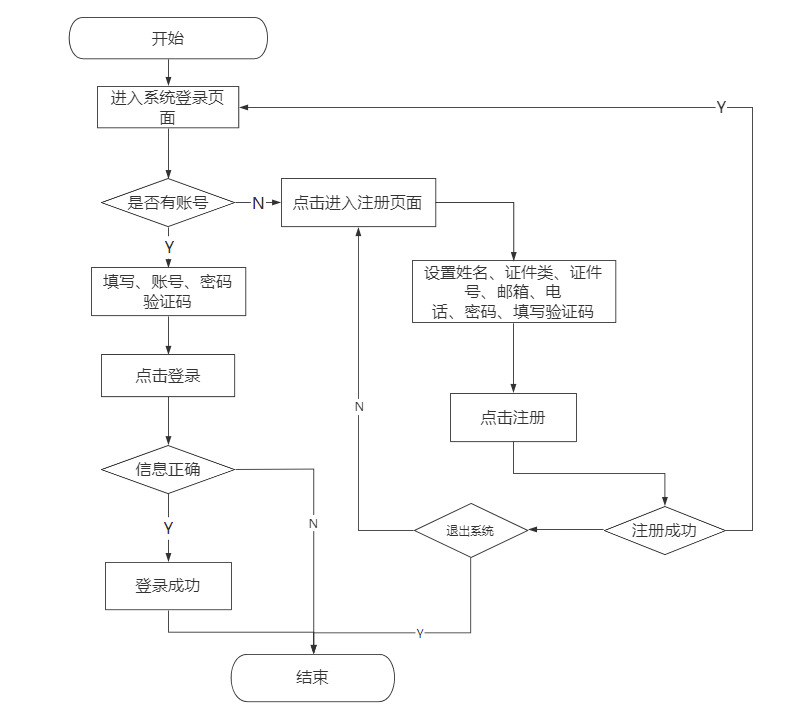 开始
进入系统登录页
面
Y
是否有账号
N
点击进入注册页面
Y
填写、账号、密码
验证码
设置姓名、证件类、证件
号、邮箱、电
话、密码、填写验证码
点击登录
N
点击注册
信息正确
N
Y
退出系统
注册成功
登录成功
Y
结束